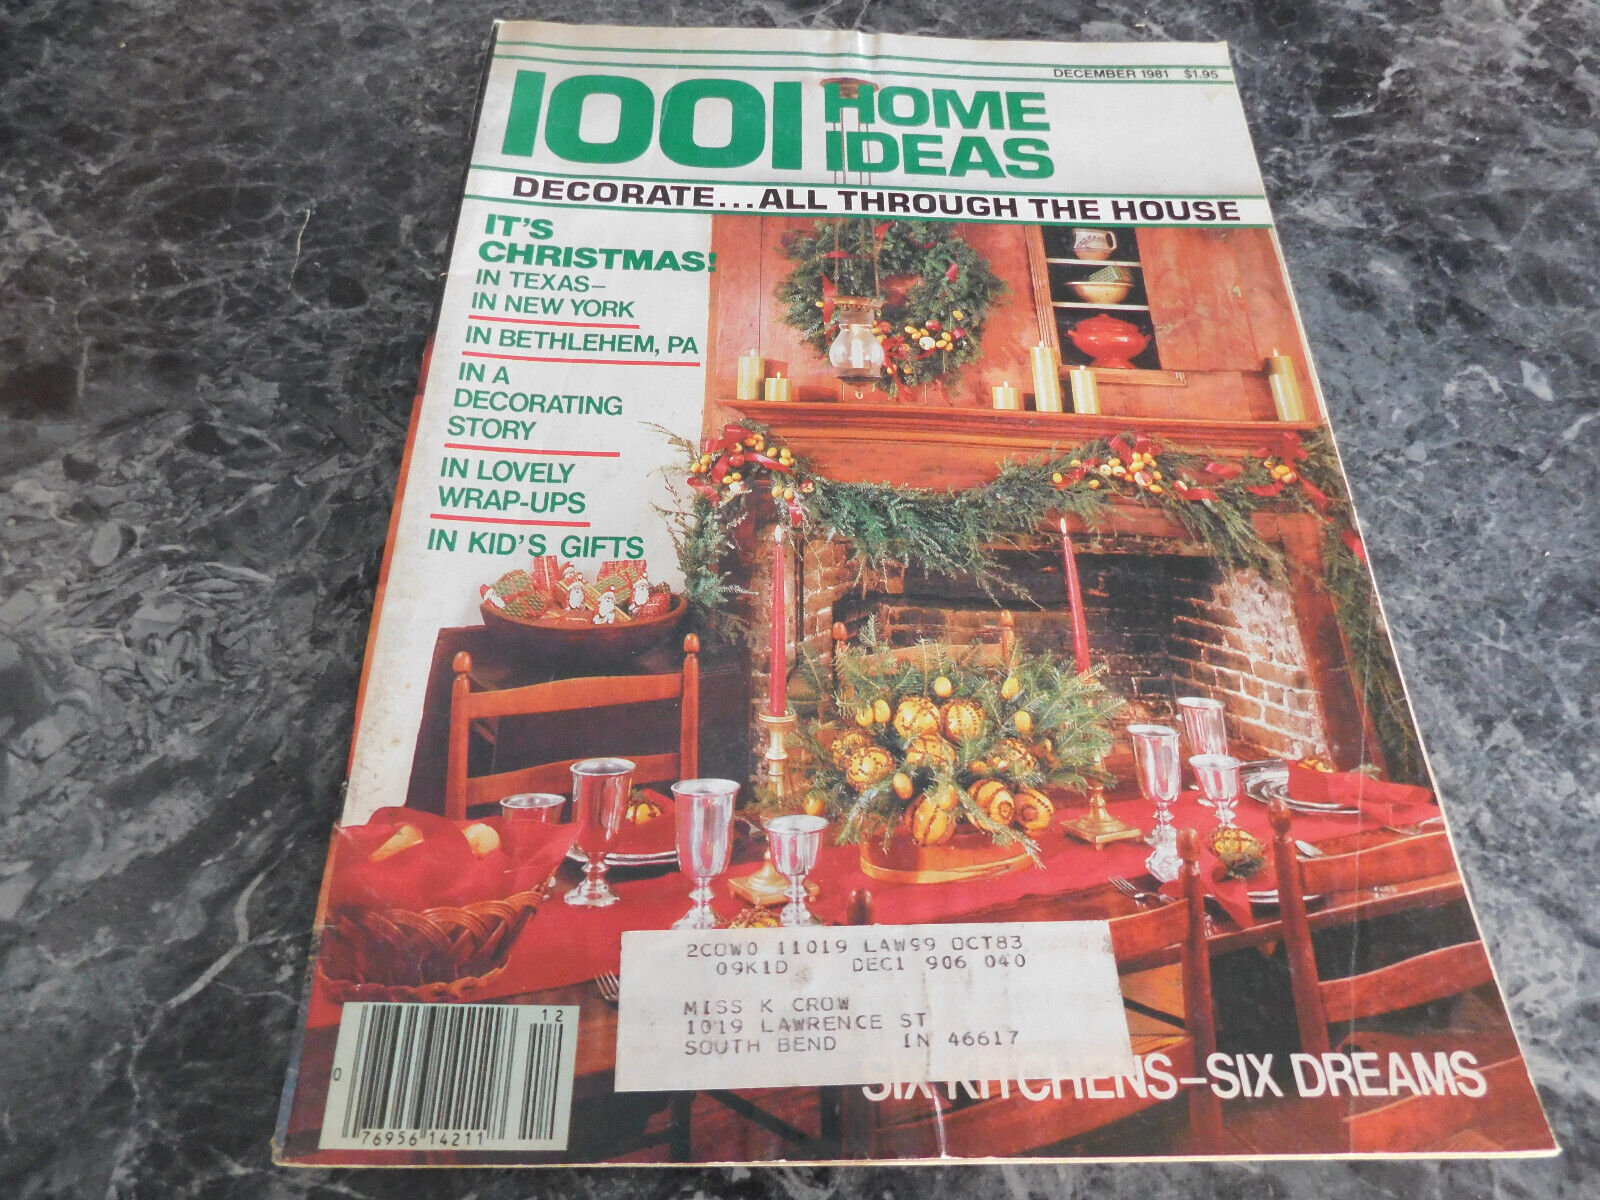 DECEMBER 1981 $1.95
1001 HOME IDEAS
DECORATE...ALL THROUGH THE HOUSE
IT'S
CHRISTMAS!
IN TEXAS–
IN NEW YORK
IN BETHLEHEM, PA
IN A
DECORATING
STORY
IN LOVELY
WRAP-UPS
IN KID'S GIFTS
2COWO 11019 LAW99 OCT83
09K1D DEC1 906 040
MISS K CROW
1019 LAWRENCE ST
SOUTH BEND IN 46617
SIX KITCHENS–SIX DREAMS
12
0
76956 14211